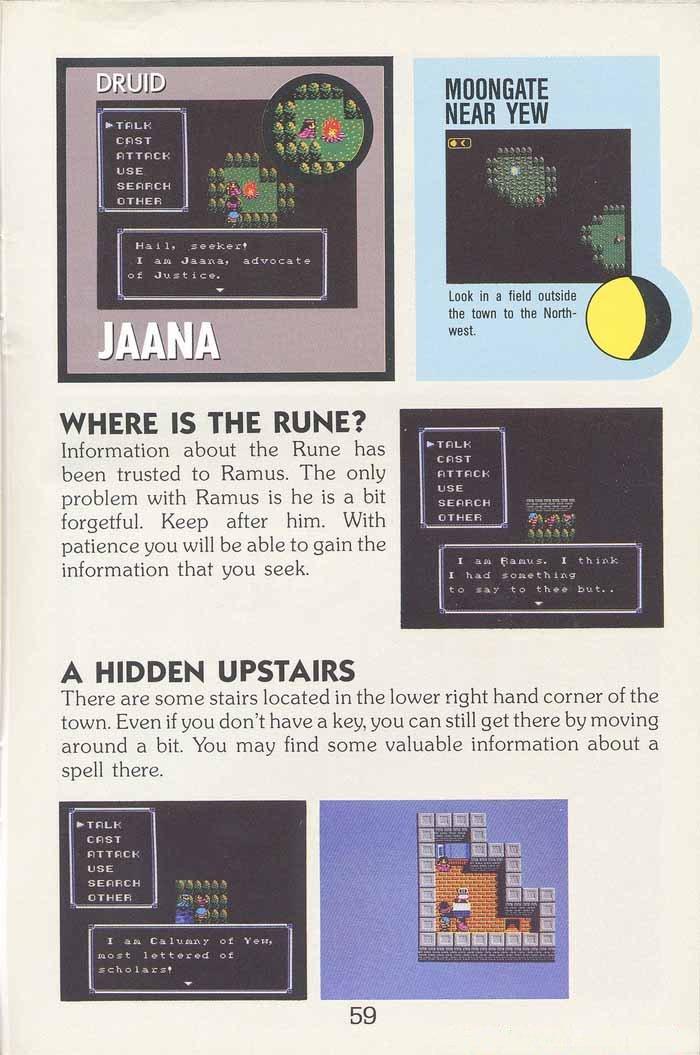 DRUID
▶TALK
CAST
ATTACK
USE
SEARCH
OTHER
Hail, seeker!
I am Jaana, advocate
of Justice.
JAANA
MOONGATE
NEAR YEW
Look in a field outside
the town to the North-
west.
WHERE IS THE RUNE?
Information about the Rune has
been trusted to Ramus. The only
problem with Ramus is he is a bit
forgetful. Keep after him. With
patience you will be able to gain the
information that you seek.
▶TALK
CAST
ATTACK
USE
SEARCH
OTHER
I am Ramus. I think
I had something
to say to thee but..
A HIDDEN UPSTAIRS
There are some stairs located in the lower right hand corner of the
town. Even if you don't have a key, you can still get there by moving
around a bit. You may find some valuable information about a
spell there.
▶TALK
CAST
ATTACK
USE
SEARCH
OTHER
I am Calumny of Yew,
most lettered of
scholars!
59